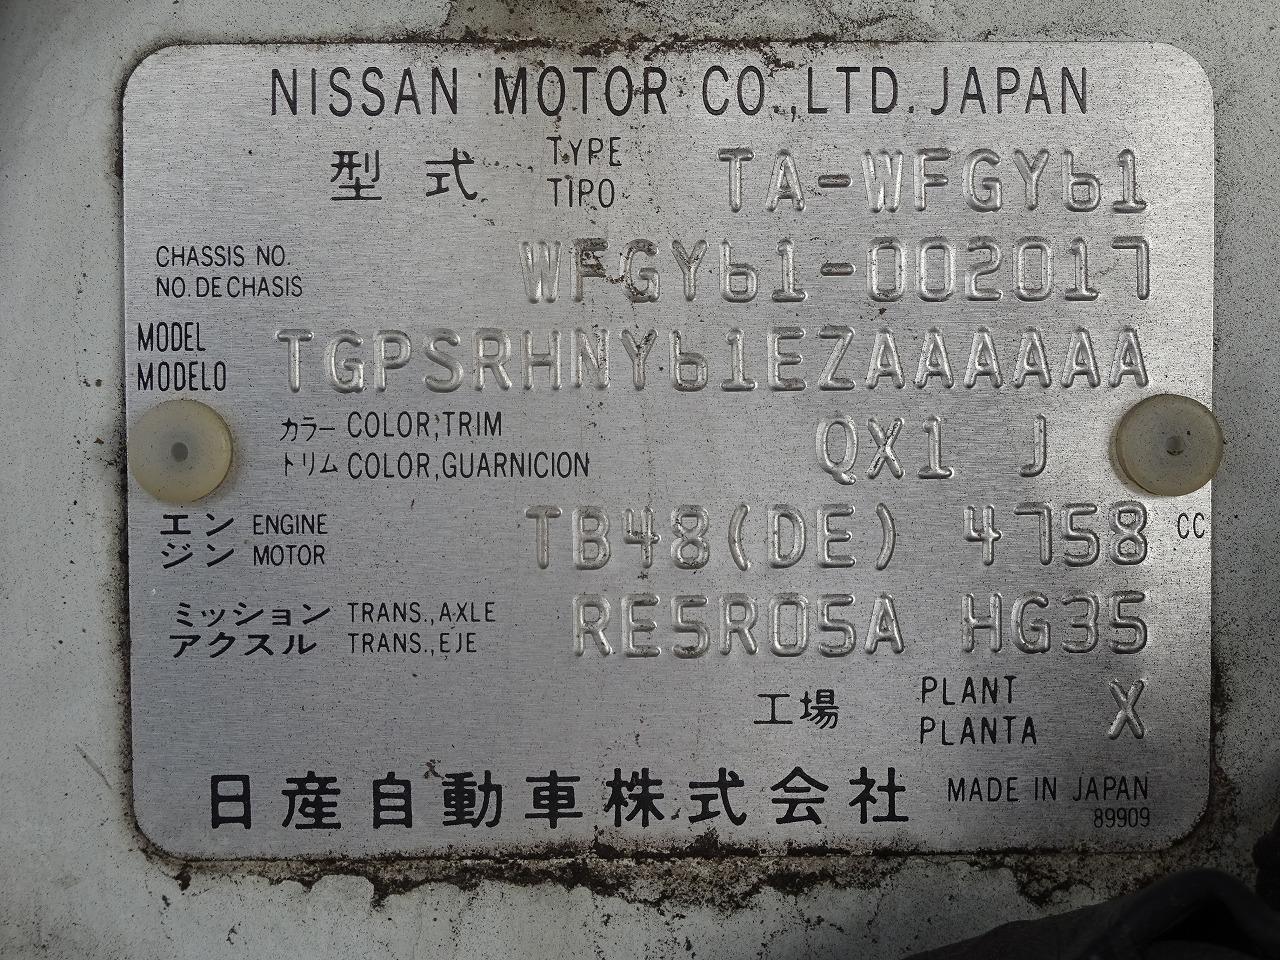 NISSAN MOTOR CO.,LTD. JAPAN
型式 TYPE TIPO TA-WFGY61
CHASSIS NO. NO. DE CHASIS WFGY61-002017
MODEL MODELO TGPSRHNY61EZAAAAAA
カラー COLOR,TRIM QX1 J
トリム COLOR,GUARNICION
エン ENGINE TB48(DE) 4758 CC
ジン MOTOR
ミッション TRANS.,AXLE RE5R05A HG35
アクスル TRANS.,EJE
工場 PLANT PLANTA X
日産自動車株式会社 MADE IN JAPAN
89909